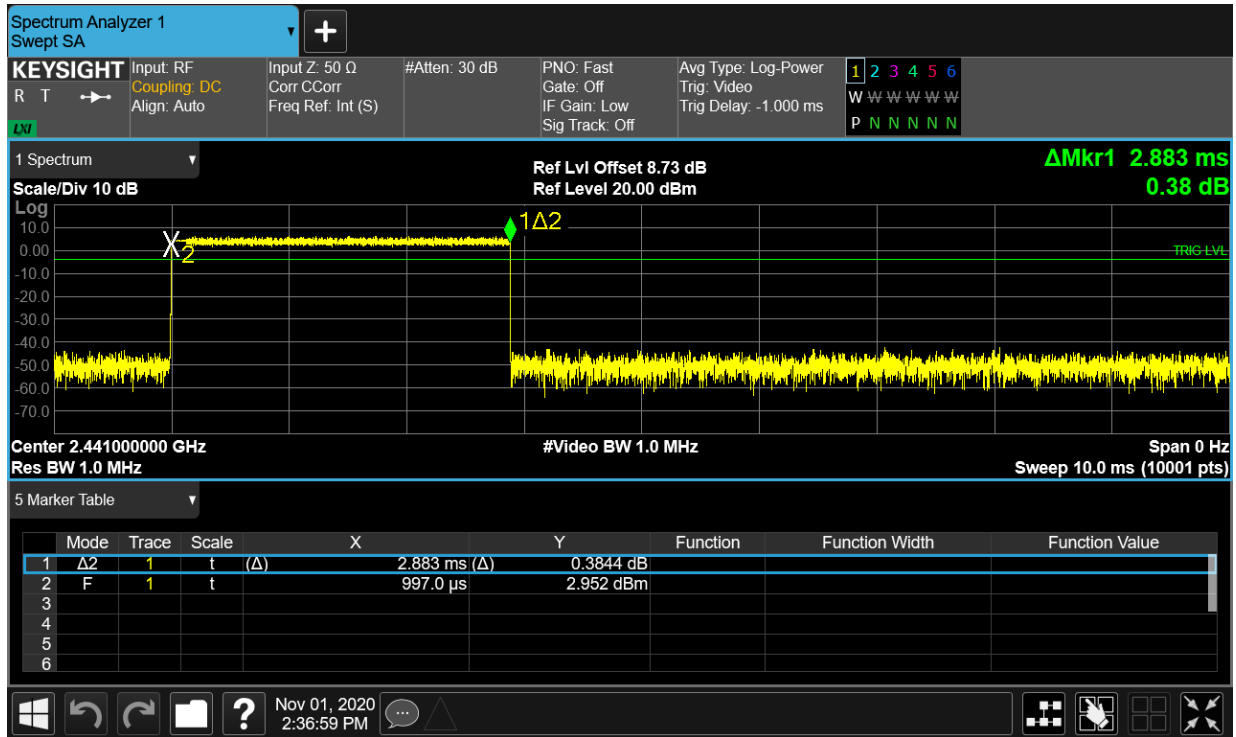 Spectrum Analyzer 1
Swept SA
KEYSIGHT
R T
LXI
Input: RF
Coupling: DC
Align: Auto
Input Z: 50 Ω
Corr CCorr
Freq Ref: Int (S)
#Atten: 30 dB
PNO: Fast
Gate: Off
IF Gain: Low
Sig Track: Off
Avg Type: Log-Power
Trig: Video
Trig Delay: -1.000 ms
1 2 3 4 5 6
W W W W W W
P N N N N N
1 Spectrum
Scale/Div 10 dB
Ref Lvl Offset 8.73 dB
Ref Level 20.00 dBm
ΔMkr1 2.883 ms
0.38 dB
Log
10.0
0.00
-10.0
-20.0
-30.0
-40.0
-50.0
-60.0
-70.0
2
1Δ2
TRIG LVL
Center 2.441000000 GHz
Res BW 1.0 MHz
#Video BW 1.0 MHz
Span 0 Hz
Sweep 10.0 ms (10001 pts)
5 Marker Table
Mode Trace Scale X Y Function Function Width Function Value
1 Δ2 1 t (Δ) 2.883 ms (Δ) 0.3844 dB
2 F 1 t 997.0 µs 2.952 dBm
3
4
5
6
?
Nov 01, 2020
2:36:59 PM